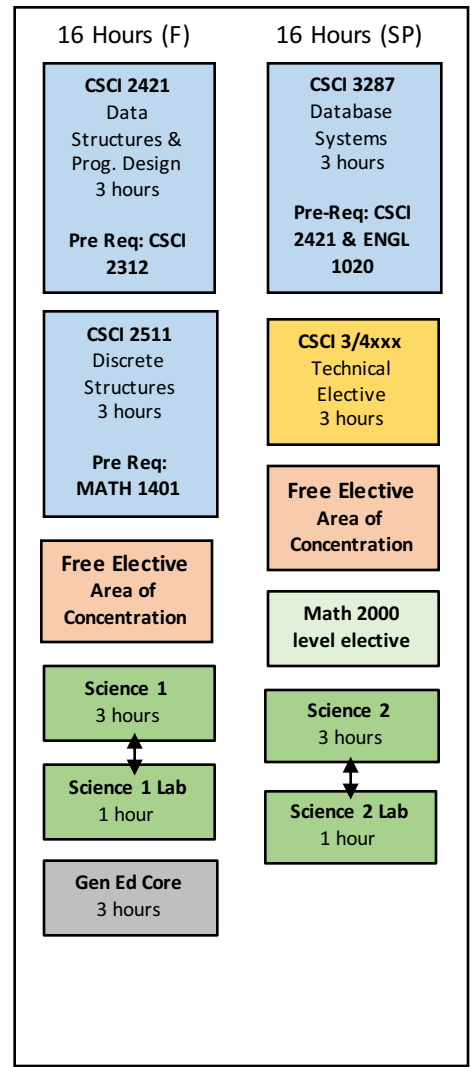 16 Hours (F)
CSCI 2421
Data
Structures &
Prog. Design
3 hours
Pre Req: CSCI
2312
CSCI 2511
Discrete
Structures
3 hours
Pre Req:
MATH 1401
Free Elective
Area of
Concentration
Science 1
3 hours
Science 1 Lab
1 hour
Gen Ed Core
3 hours
16 Hours (SP)
CSCI 3287
Database
Systems
3 hours
Pre-Req: CSCI
2421 & ENGL
1020
CSCI 3/4xxx
Technical
Elective
3 hours
Free Elective
Area of
Concentration
Math 2000
level elective
Science 2
3 hours
Science 2 Lab
1 hour